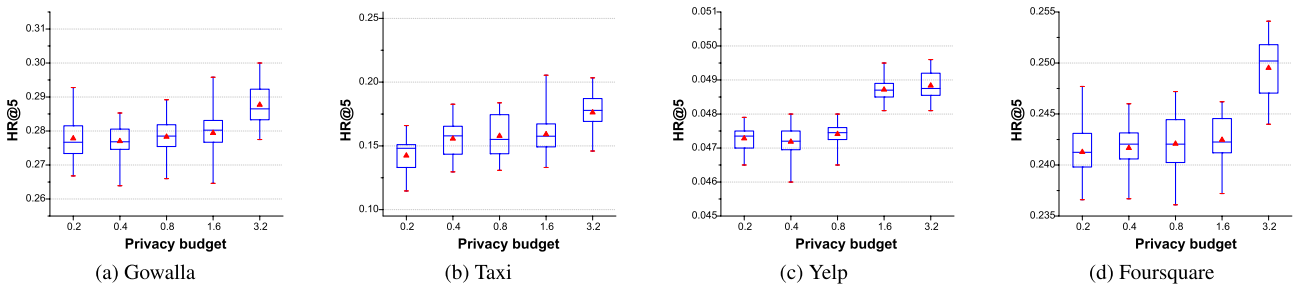 0.31
0.30
0.29
0.28
0.27
0.26
HR@5
0.2 0.4 0.8 1.6 3.2
Privacy budget
(a) Gowalla
0.25
0.20
0.15
0.10
HR@5
0.2 0.4 0.8 1.6 3.2
Privacy budget
(b) Taxi
0.051
0.050
0.049
0.048
0.047
0.046
0.045
HR@5
0.2 0.4 0.8 1.6 3.2
Privacy budget
(c) Yelp
0.255
0.250
0.245
0.240
0.235
HR@5
0.2 0.4 0.8 1.6 3.2
Privacy budget
(d) Foursquare